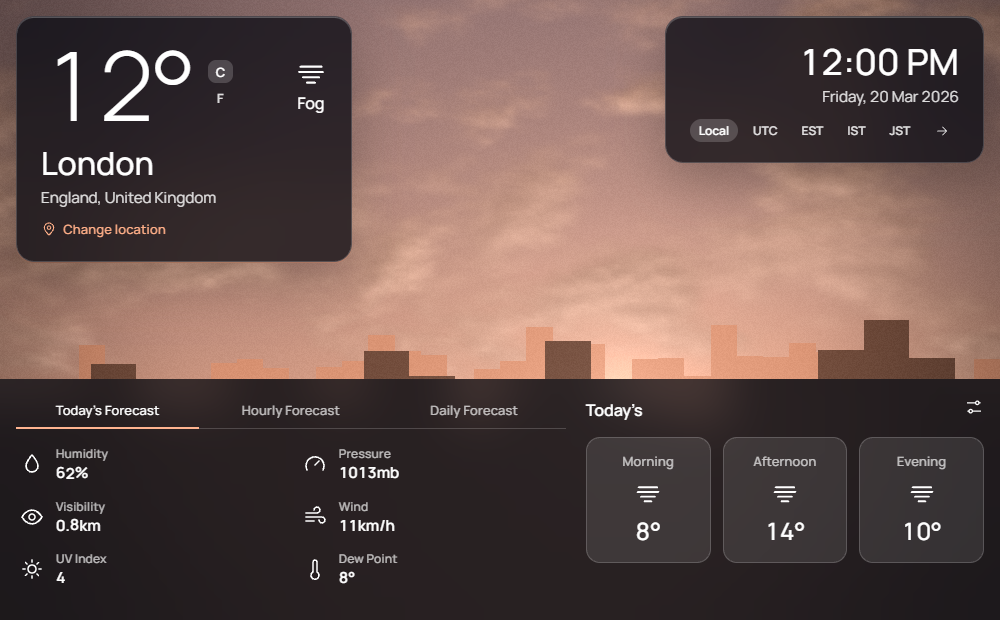 12°
C
F
Fog
London
England, United Kingdom
Change location
12:00 PM
Friday, 20 Mar 2026
Local UTC EST IST JST →
Today's Forecast Hourly Forecast Daily Forecast
Humidity
62%
Pressure
1013mb
Visibility
0.8km
Wind
11km/h
UV Index
4
Dew Point
8°
Today's
Morning
8°
Afternoon
14°
Evening
10°